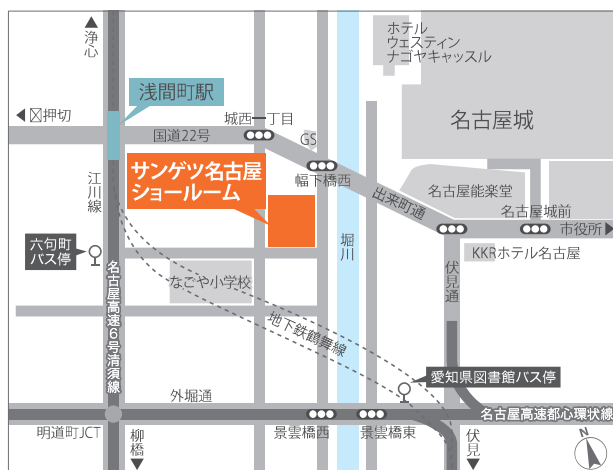 浄心
ホテル
ウェスティン
ナゴヤキャッスル
浅間町駅
押切
国道22号
城西一丁目
GS
名古屋城
サンゲツ名古屋
ショールーム
幅下橋西
江川線
出来町通
名古屋能楽堂
名古屋城前
市役所
六句町
バス停
堀川
KKRホテル名古屋
なごや小学校
伏見通
名古屋高速6号清須線
地下鉄鶴舞線
愛知県図書館バス停
外堀通
名古屋高速都心環状線
明道町JCT
柳橋
景雲橋西
景雲橋東
伏見
N